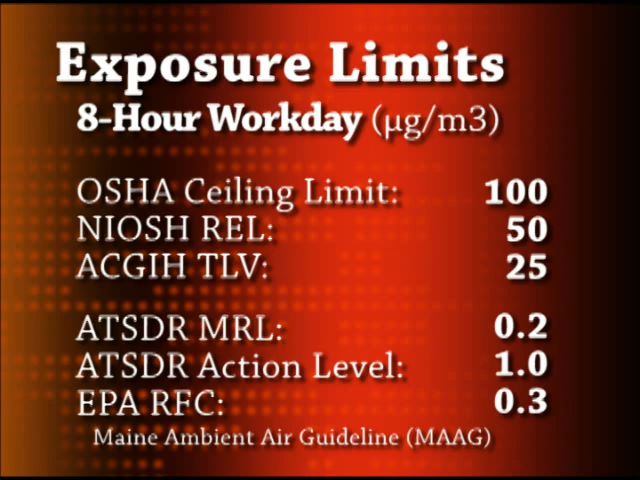 Exposure Limits
8-Hour Workday (µg/m3)
OSHA Ceiling Limit: 100
NIOSH REL: 50
ACGIH TLV: 25
ATSDR MRL: 0.2
ATSDR Action Level: 1.0
EPA RFC: 0.3
Maine Ambient Air Guideline (MAAG)